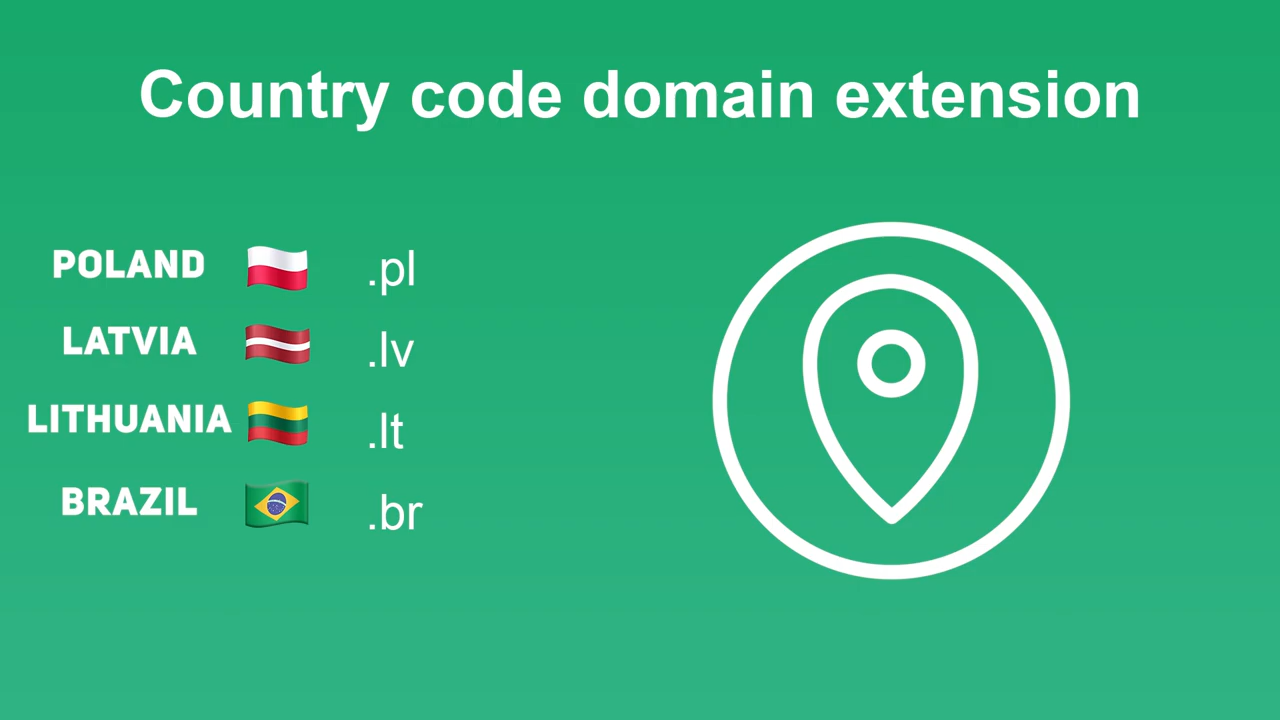 Country code domain extension
POLAND .pl
LATVIA .lv
LITHUANIA .lt
BRAZIL .br